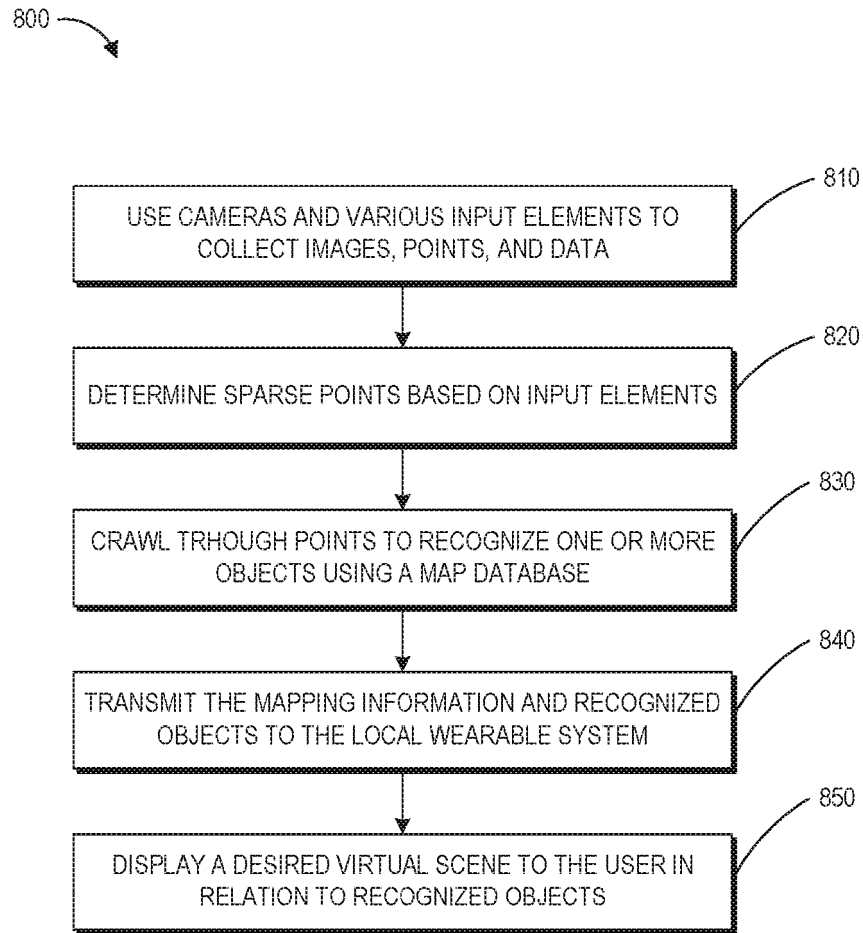 800
810
USE CAMERAS AND VARIOUS INPUT ELEMENTS TO
COLLECT IMAGES, POINTS, AND DATA
820
DETERMINE SPARSE POINTS BASED ON INPUT ELEMENTS
830
CRAWL TRHOUGH POINTS TO RECOGNIZE ONE OR MORE
OBJECTS USING A MAP DATABASE
840
TRANSMIT THE MAPPING INFORMATION AND RECOGNIZED
OBJECTS TO THE LOCAL WEARABLE SYSTEM
850
DISPLAY A DESIRED VIRTUAL SCENE TO THE USER IN
RELATION TO RECOGNIZED OBJECTS